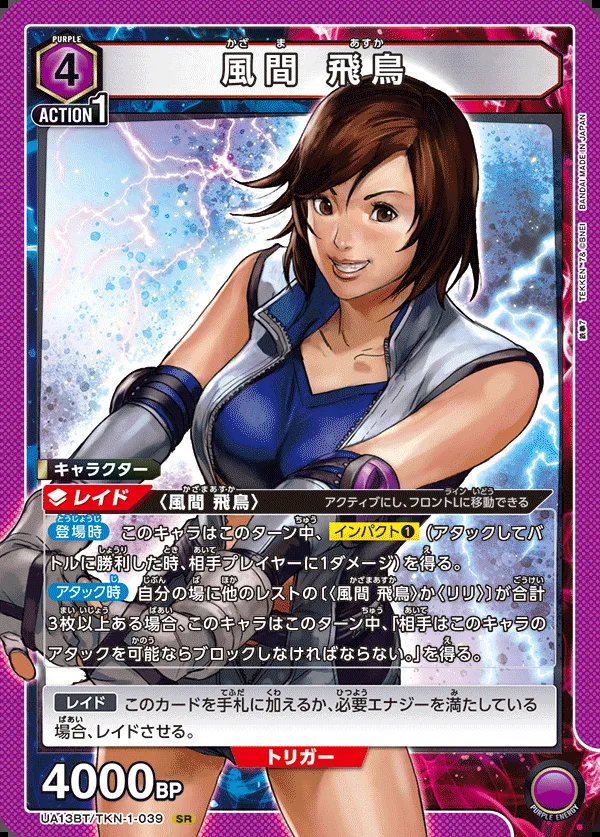 PURPLE
4
ACTION 1
かざ ま あすか
風間 飛鳥
鉄拳7 TEKKEN™7& ©BNEI BANDAI MADE IN JAPAN
キャラクター
レイド 〈風間 飛鳥〉 アクティブにし、フロントLに移動できる
登場時 このキャラはこのターン中、インパクト❶(アタックしてバ
トルに勝利した時、相手プレイヤーに1ダメージ)を得る。
アタック時 自分の場に他のレストの〔〈風間 飛鳥〉か〈リリ〉〕が合計
3枚以上ある場合、このキャラはこのターン中、「相手はこのキャラの
アタックを可能ならブロックしなければならない。」を得る。
レイド このカードを手札に加えるか、必要エナジーを満たしている
場合、レイドさせる。
トリガー
4000BP
UA13BT/TKN-1-039 SR
PURPLE ENERGY